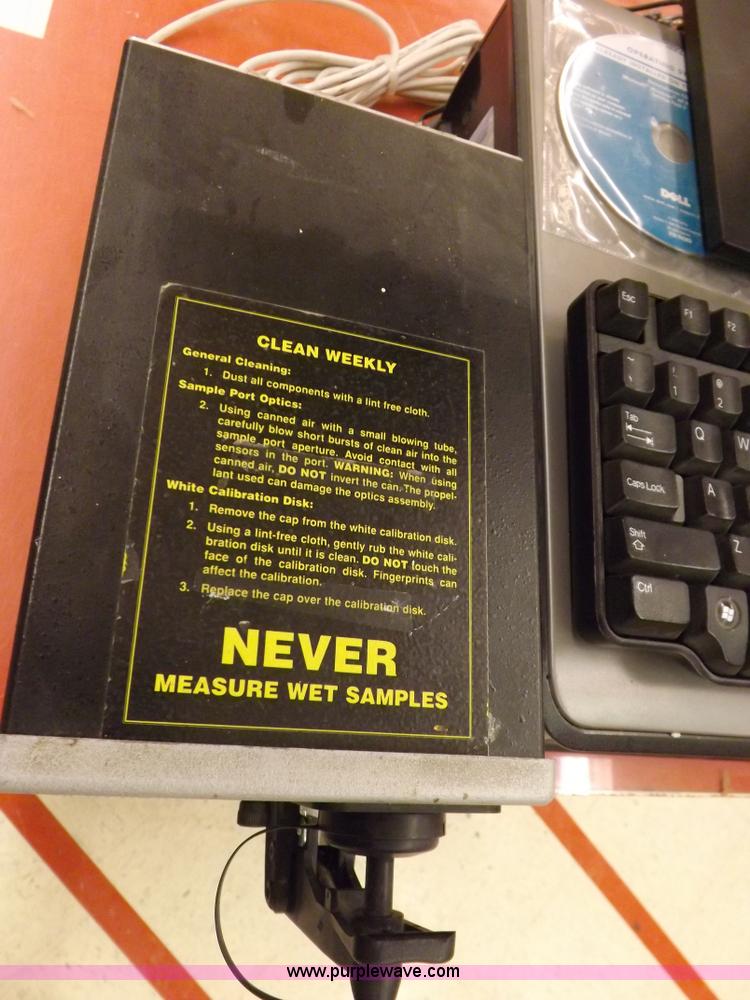 CLEAN WEEKLY
General Cleaning:
1. Dust all components with a lint free cloth.
Sample Port Optics:
2. Using canned air with a small blowing tube,
carefully blow short bursts of clean air into the
sample port aperture. Avoid contact with all
sensors in the port. WARNING: When using
canned air, DO NOT invert the can. The propel-
lant used can damage the optics assembly.
White Calibration Disk:
1. Remove the cap from the white calibration disk.
2. Using a lint-free cloth, gently rub the white cali-
bration disk until it is clean. DO NOT touch the
face of the calibration disk. Fingerprints can
affect the calibration.
3. Replace the cap over the calibration disk.
NEVER
MEASURE WET SAMPLES
DELL
Esc F1 F2
~ ! 1 @ 2
Tab Q W
Caps Lock A
Shift Z
Ctrl
www.purplewave.com